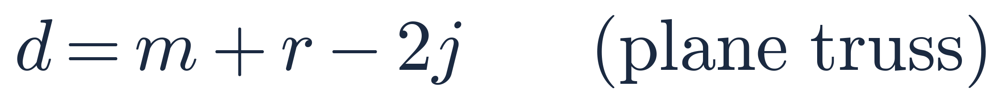 d = m + r − 2j (plane truss)